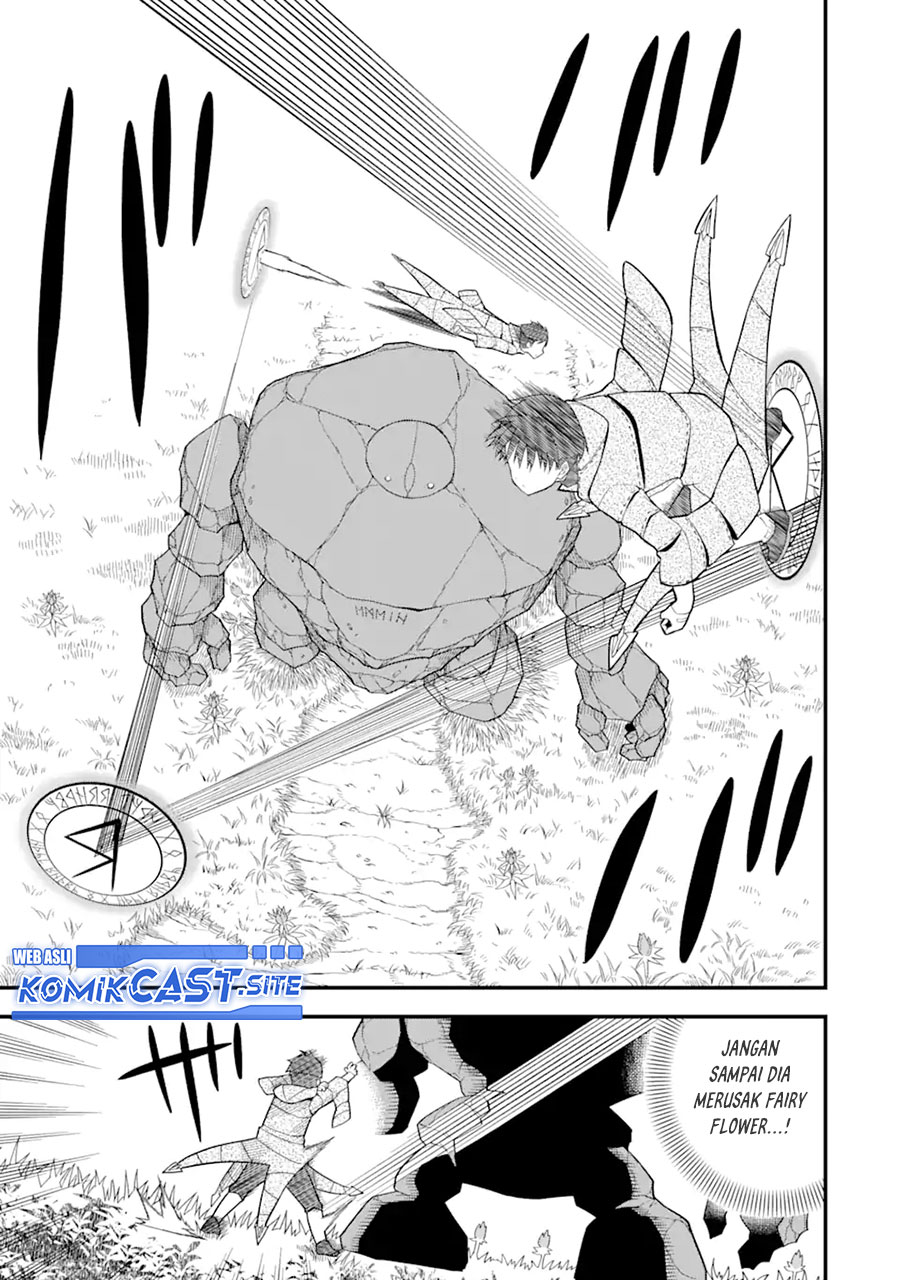 WEB ASLI
KOMIKCAST.SITE
JANGAN
SAMPAI DIA
MERUSAK FAIRY
FLOWER...!